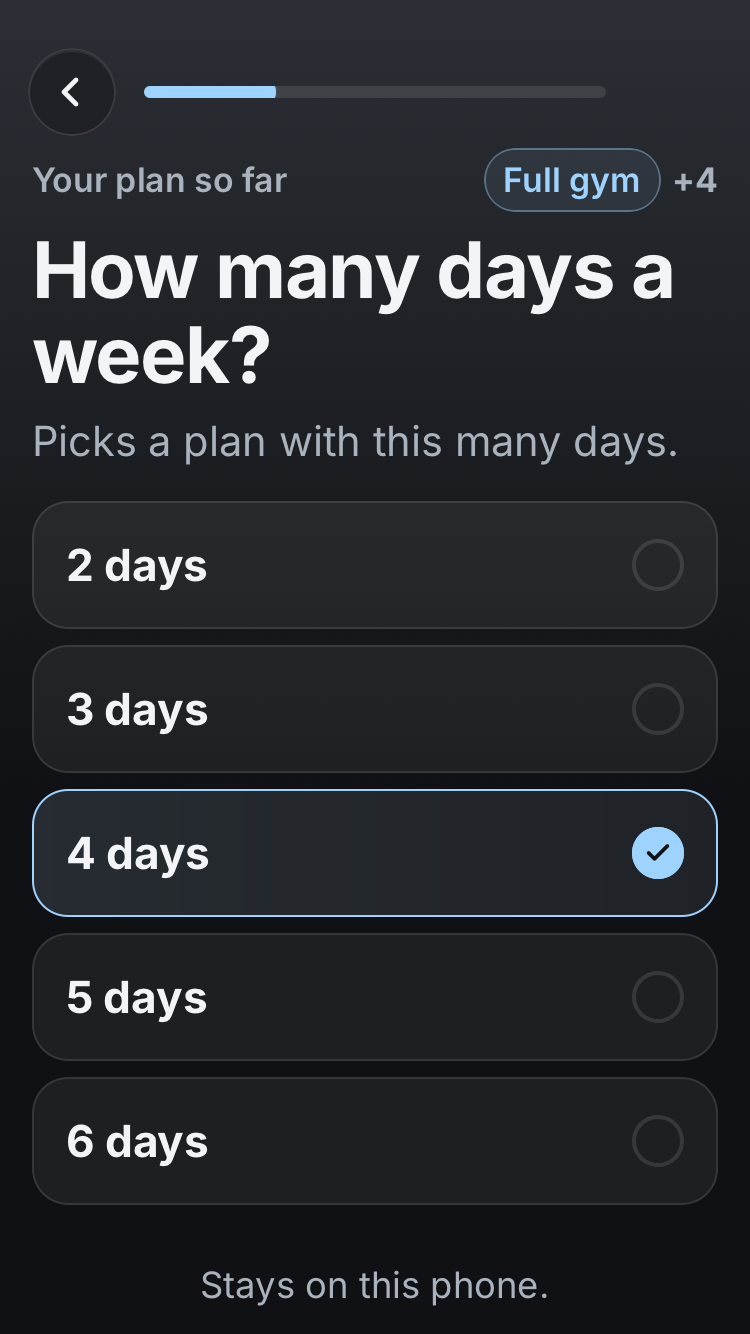 Your plan so far
Full gym +4
How many days a
week?
Picks a plan with this many days.
2 days
3 days
4 days
5 days
6 days
Stays on this phone.